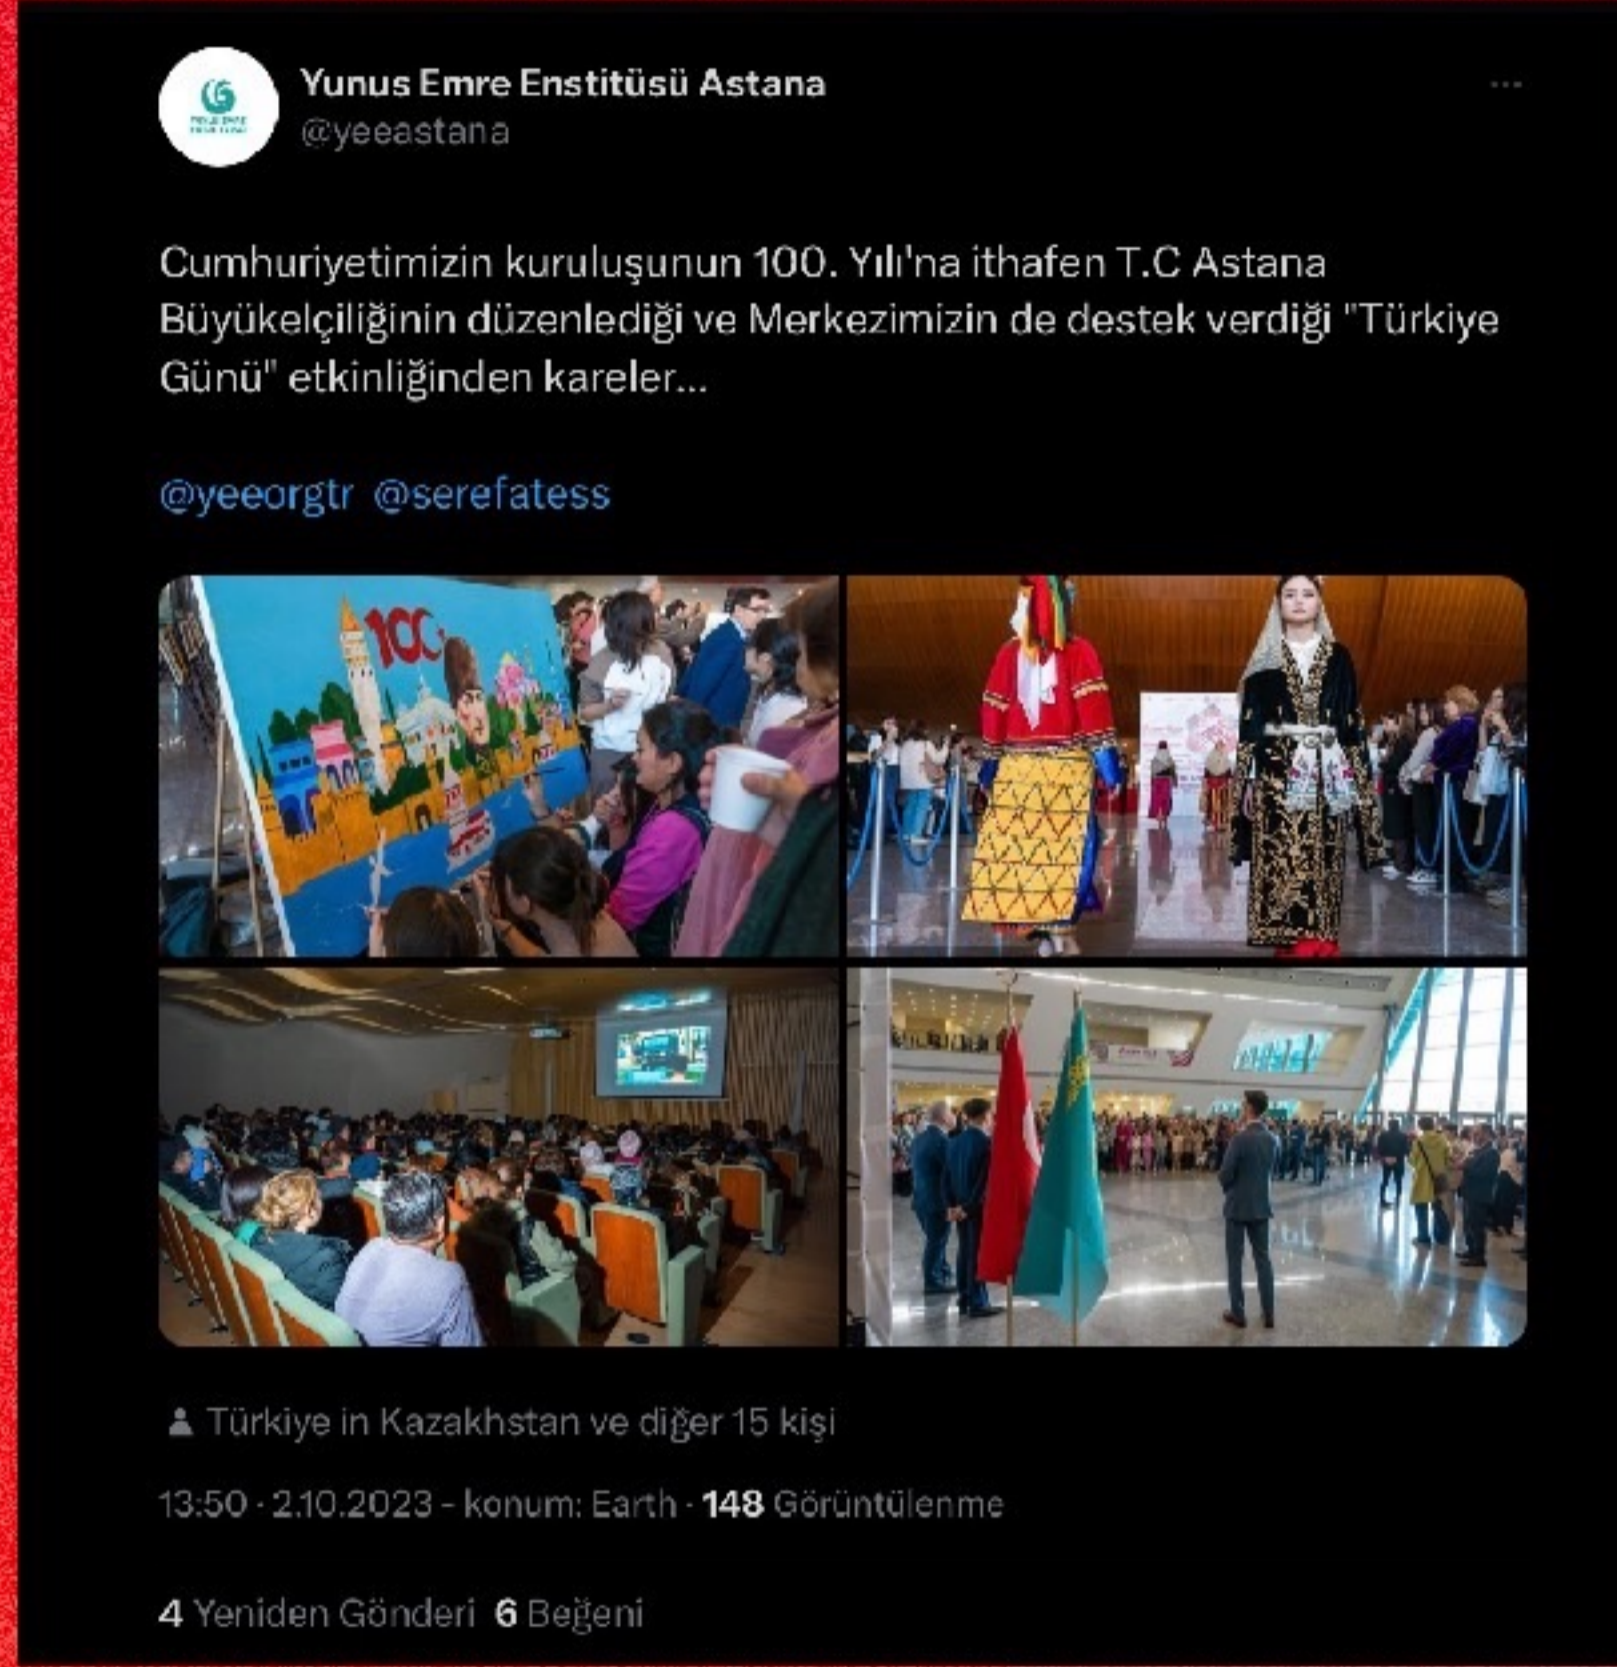 Yunus Emre Enstitüsü Astana
@yeeastana
Cumhuriyetimizin kuruluşunun 100. Yılı'na ithafen T.C Astana
Büyükelçiliğinin düzenlediği ve Merkezimizin de destek verdiği "Türkiye
Günü" etkinliğinden kareler...
@yeeorgtr @serefatess
100
Türkiye in Kazakhstan ve diğer 15 kişi
13:50 · 2.10.2023 - konum: Earth · 148 Görüntülenme
4 Yeniden Gönderi 6 Beğeni